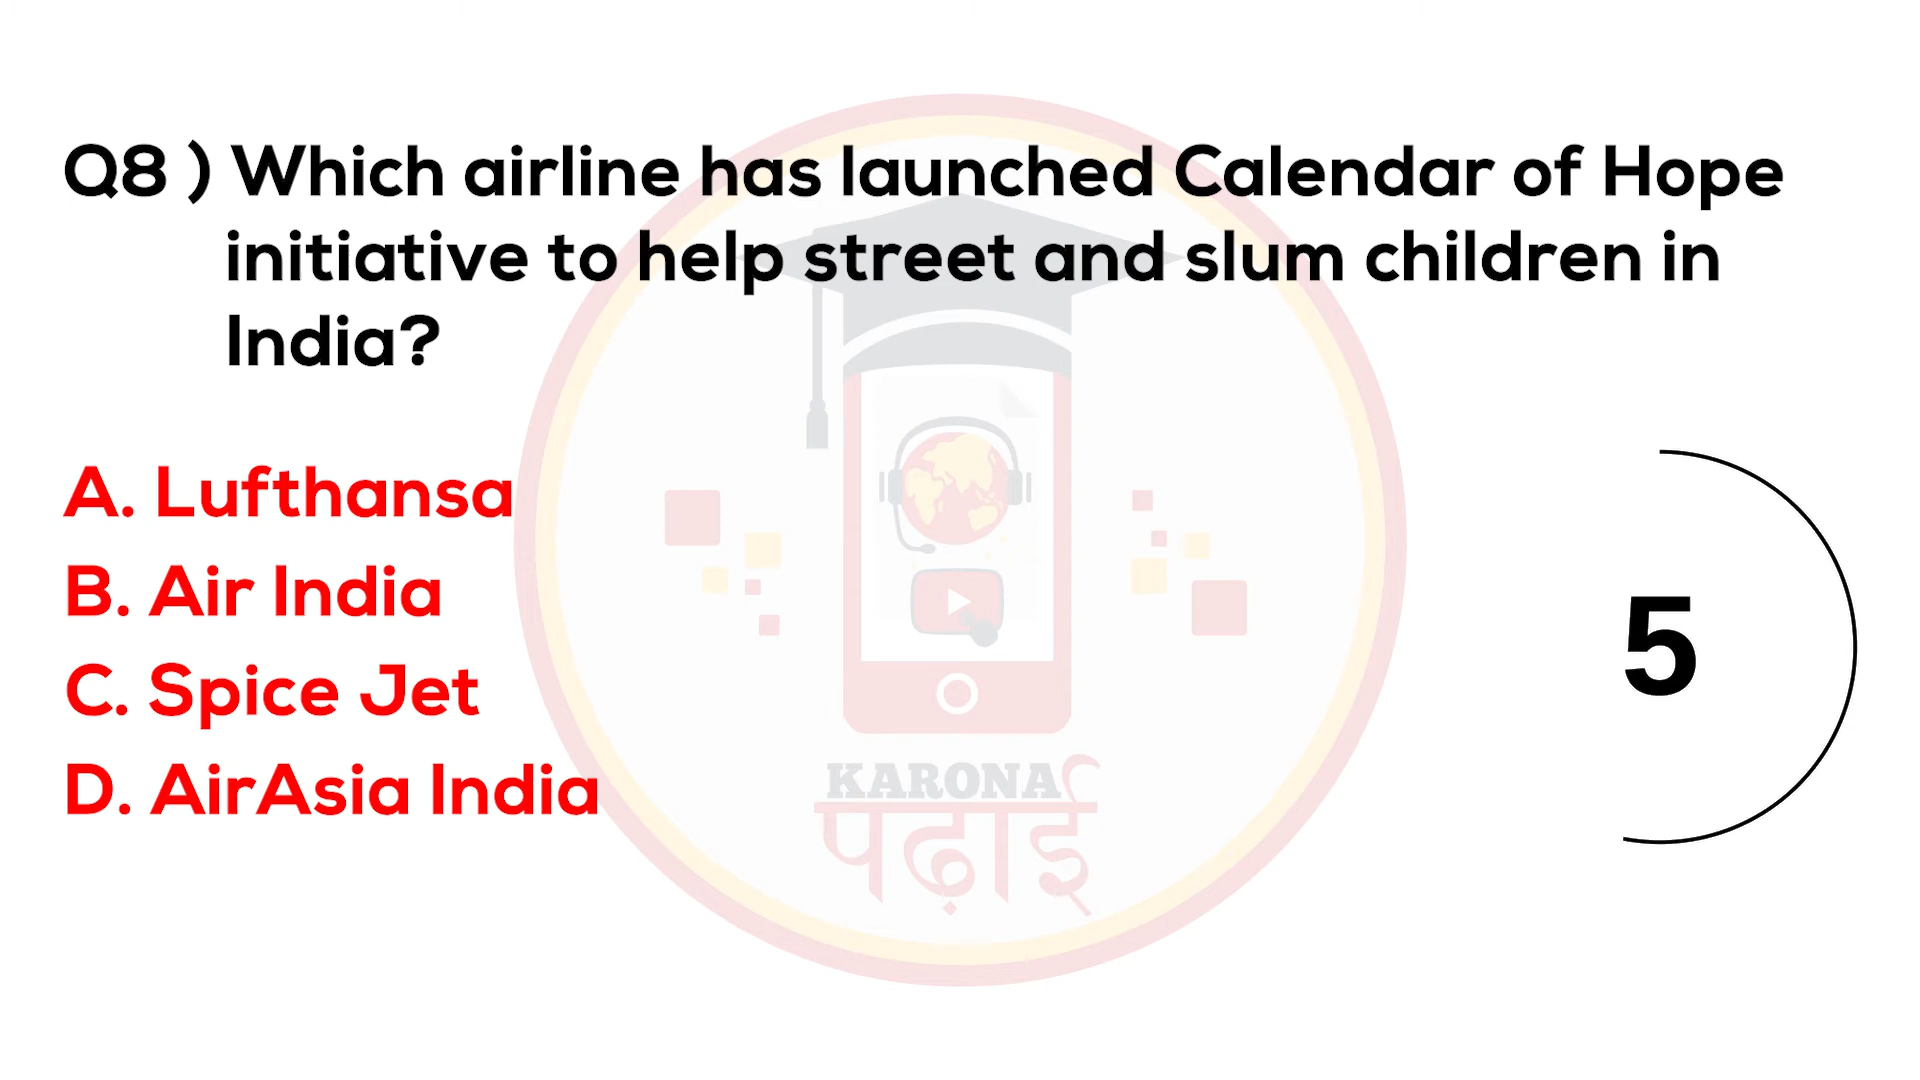 Q8 ) Which airline has launched Calendar of Hope
initiative to help street and slum children in
India?
A. Lufthansa
B. Air India
C. Spice Jet
D. AirAsia India
5
KARONA
पढ़ाई